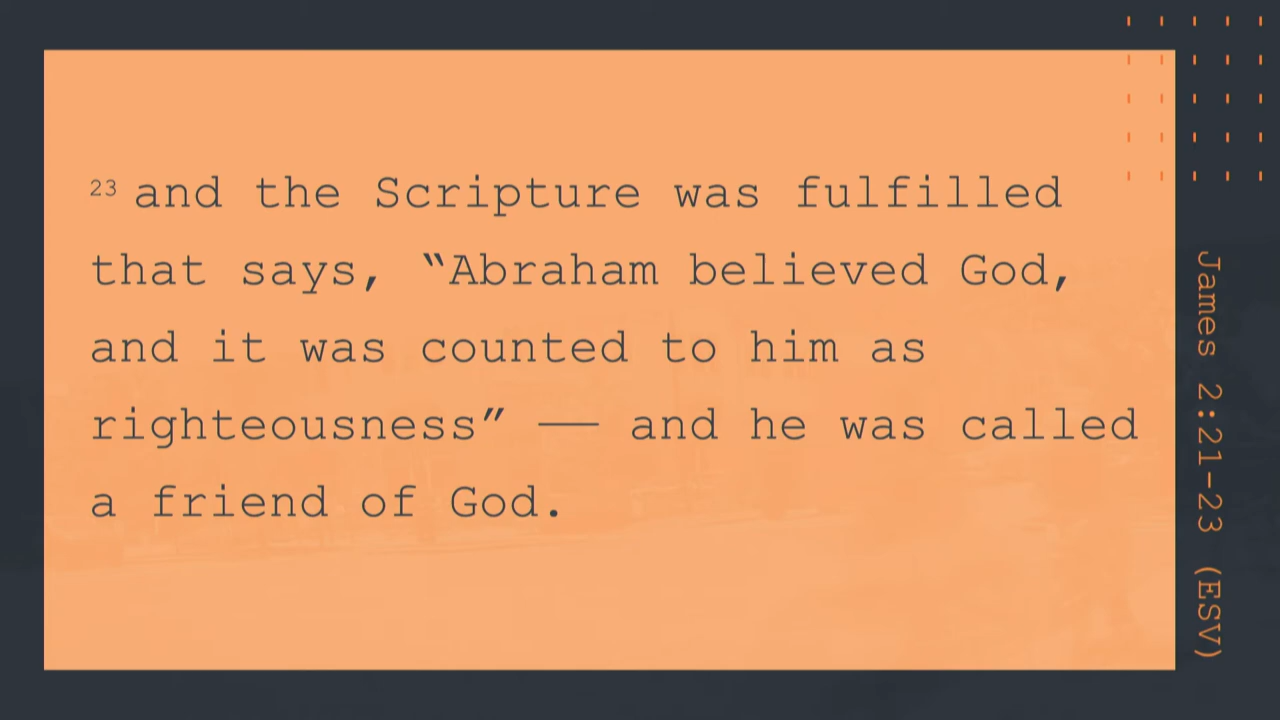 23 and the Scripture was fulfilled
that says, “Abraham believed God,
and it was counted to him as
righteousness” — and he was called
a friend of God.
James 2:21-23 (ESV)